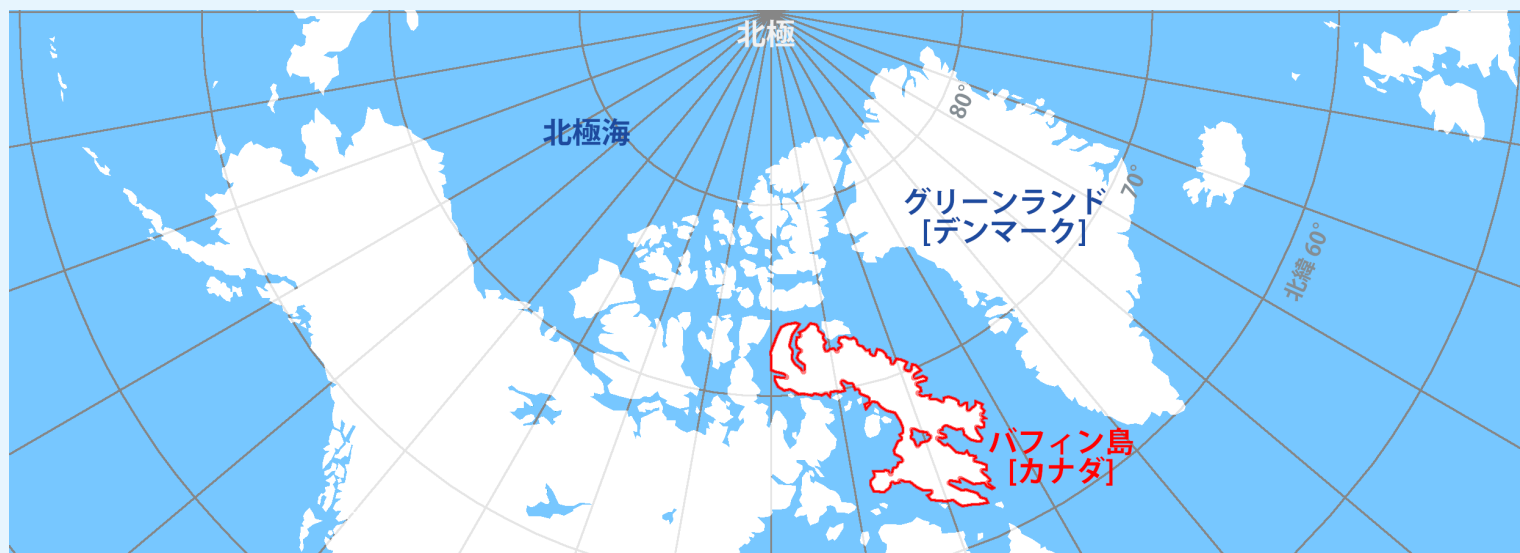 北極
80°
北極海
70°
グリーンランド
[デンマーク]
北緯 60°
バフィン島
[カナダ]